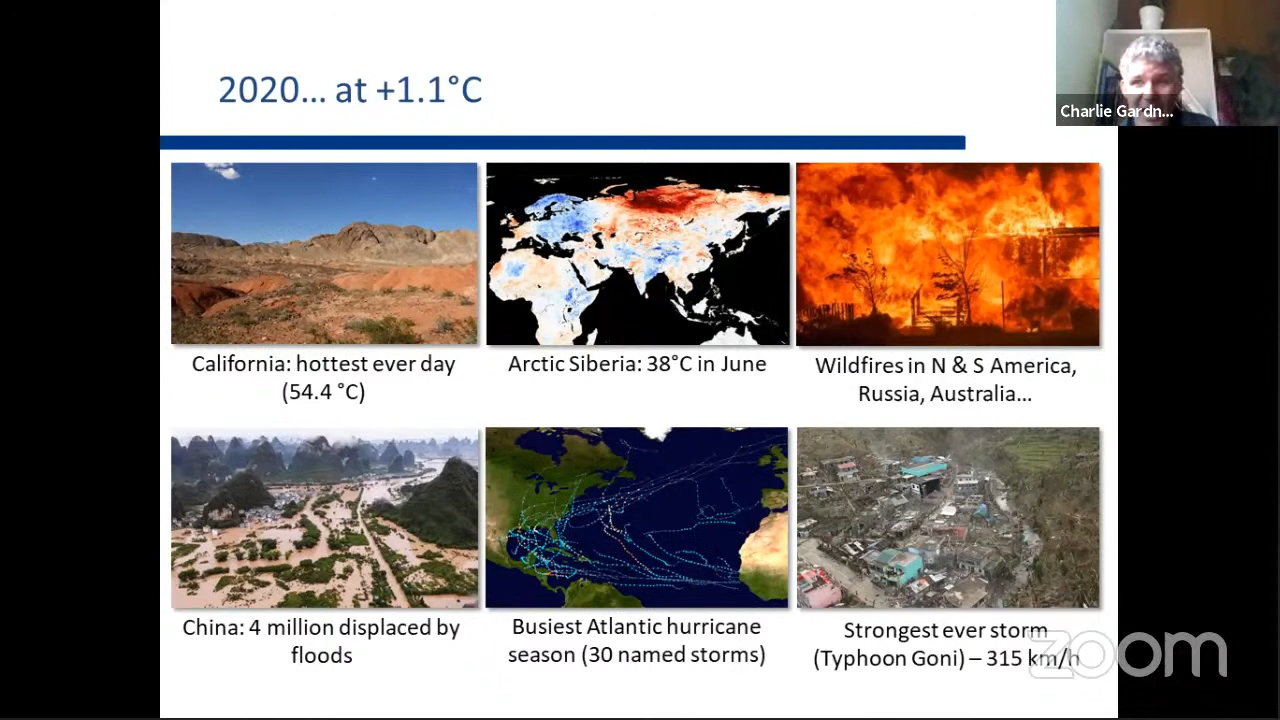 2020... at +1.1°C
Charlie Gardn...
California: hottest ever day
(54.4 °C)
Arctic Siberia: 38°C in June
Wildfires in N & S America,
Russia, Australia...
China: 4 million displaced by
floods
Busiest Atlantic hurricane
season (30 named storms)
Strongest ever storm
(Typhoon Goni) – 315 km/h
zoom